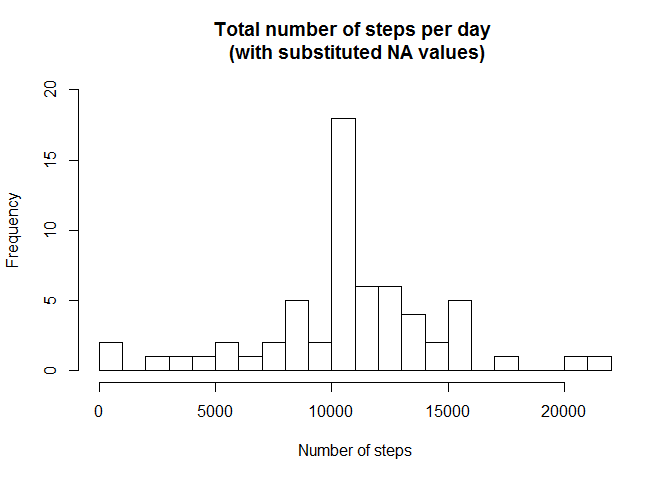 Total number of steps per day
(with substituted NA values)
20
15
10
5
0
Frequency
0 5000 10000 15000 20000
Number of steps